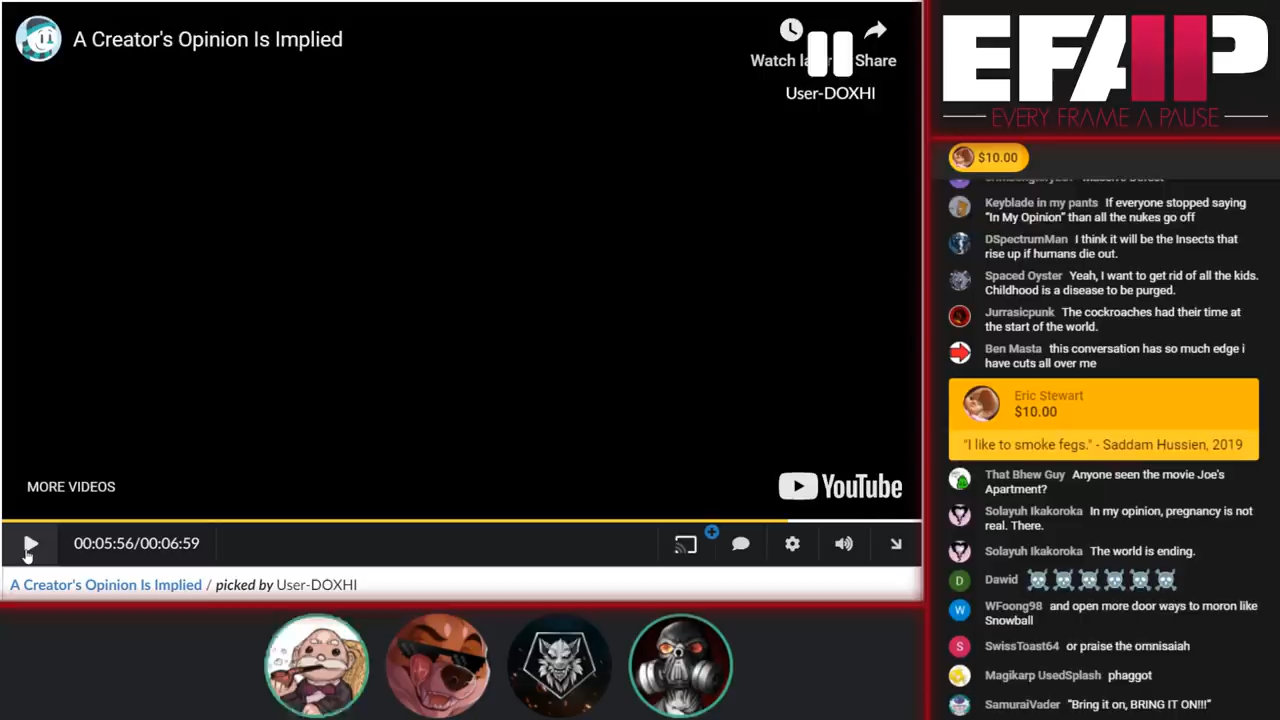 A Creator's Opinion Is Implied
Share
User-DOXHI
MORE VIDEOS
YouTube
00:05:56/00:06:59
A Creator's Opinion Is Implied / picked by User-DOXHI
EFAP
EVERY FRAME A PAUSE
$10.00
Keyblade in my pants If everyone stopped saying
"In My Opinion" than all the nukes go off
DSpectrumMan I think it will be the Insects that
rise up if humans die out.
Spaced Oyster Yeah, I want to get rid of all the kids.
Childhood is a disease to be purged.
Jurrasicpunk The cockroaches had their time at
the start of the world.
Ben Masta this conversation has so much edge i
have cuts all over me
Eric Stewart
$10.00
"I like to smoke fegs." - Saddam Hussien, 2019
That Bhew Guy Anyone seen the movie Joe's
Apartment?
Solayuh Ikakoroka In my opinion, pregnancy is not
real. There.
Solayuh Ikakoroka The world is ending.
D Dawid ☠️☠️☠️☠️☠️☠️
W WFoong98 and open more door ways to moron like
Snowball
S SwissToast64 or praise the omnisaiah
Magikarp UsedSplash phaggot
SamuraiVader "Bring it on, BRING IT ON!!!"